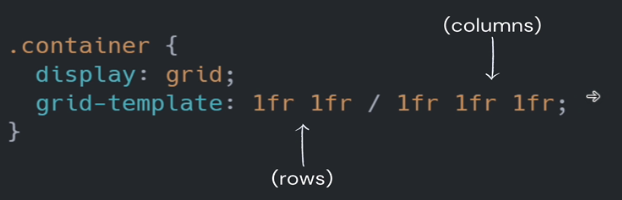 (columns)
.container {
display: grid;
grid-template: 1fr 1fr / 1fr 1fr 1fr;
}
(rows)